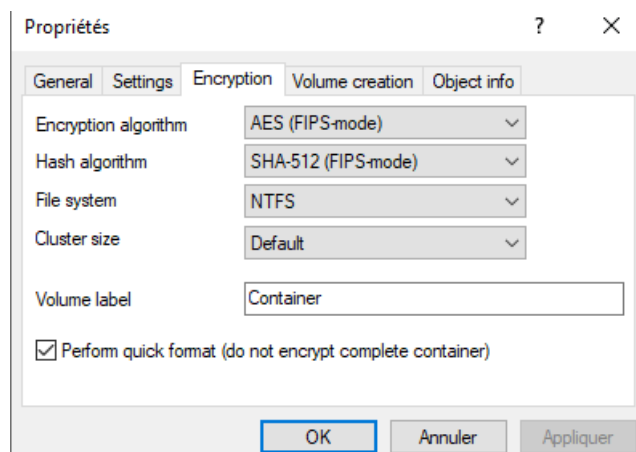 Propriétés ?
General Settings Encryption Volume creation Object info
Encryption algorithm AES (FIPS-mode)
Hash algorithm SHA-512 (FIPS-mode)
File system NTFS
Cluster size Default
Volume label Container
Perform quick format (do not encrypt complete container)
OK Annuler Appliquer